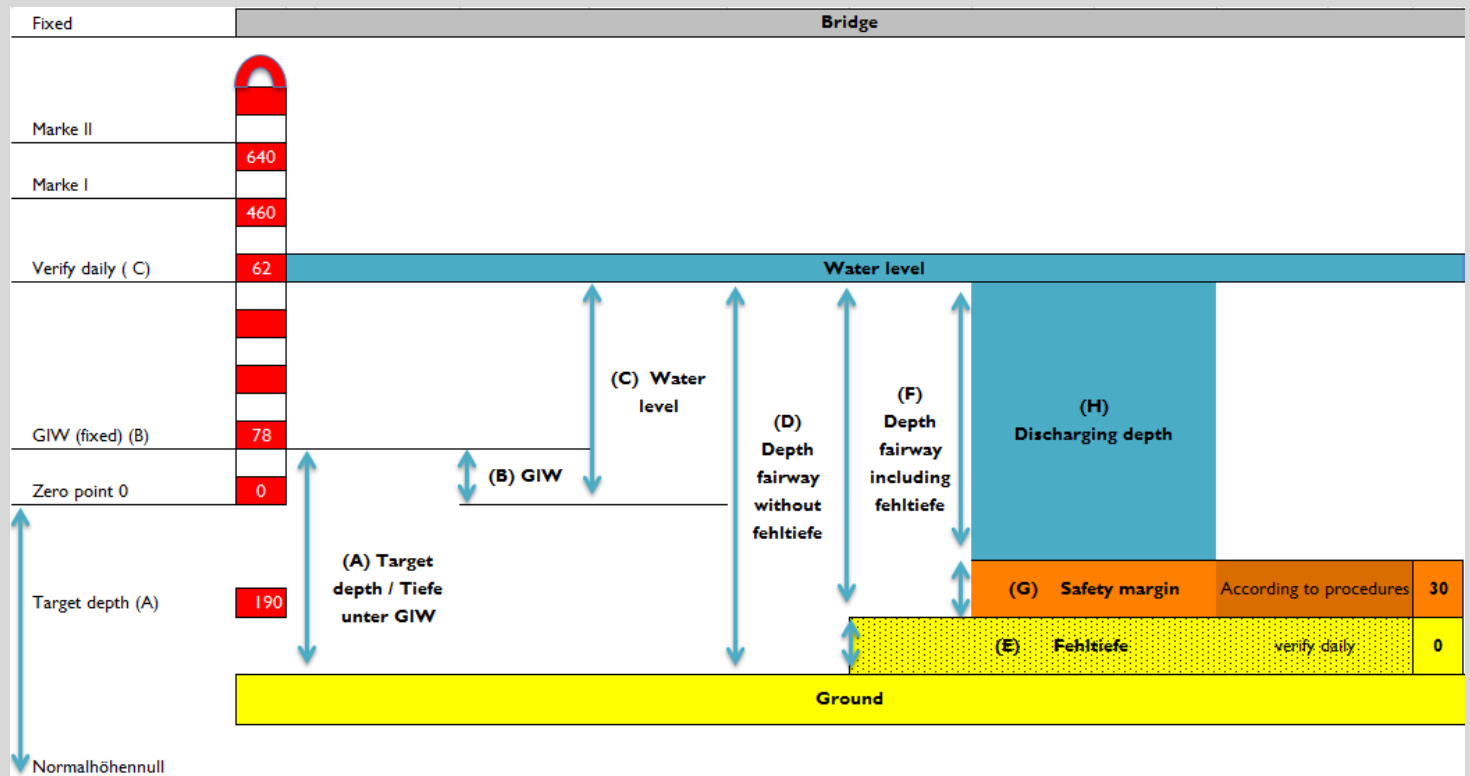 Fixed
Bridge
Marke II
640
Marke I
460
Verify daily ( C)
62
Water level
(C) Water
level
(D)
Depth
fairway
without
fehltiefe
(F)
Depth
fairway
including
fehltiefe
(H)
Discharging depth
GIW (fixed) (B)
78
(B) GIW
Zero point 0
0
(A) Target
depth / Tiefe
unter GIW
Target depth (A)
190
(G) Safety margin
According to procedures
30
(E) Fehltiefe
verify daily
0
Ground
Normalhöhennull